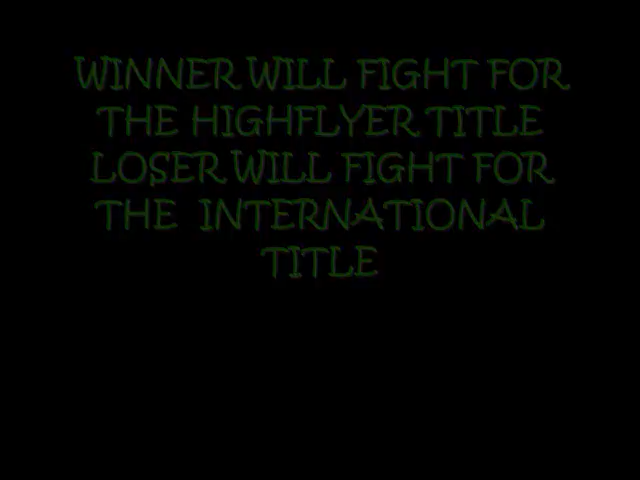 WINNER WILL FIGHT FOR
THE HIGHFLYER TITLE
LOSER WILL FIGHT FOR
THE INTERNATIONAL
TITLE